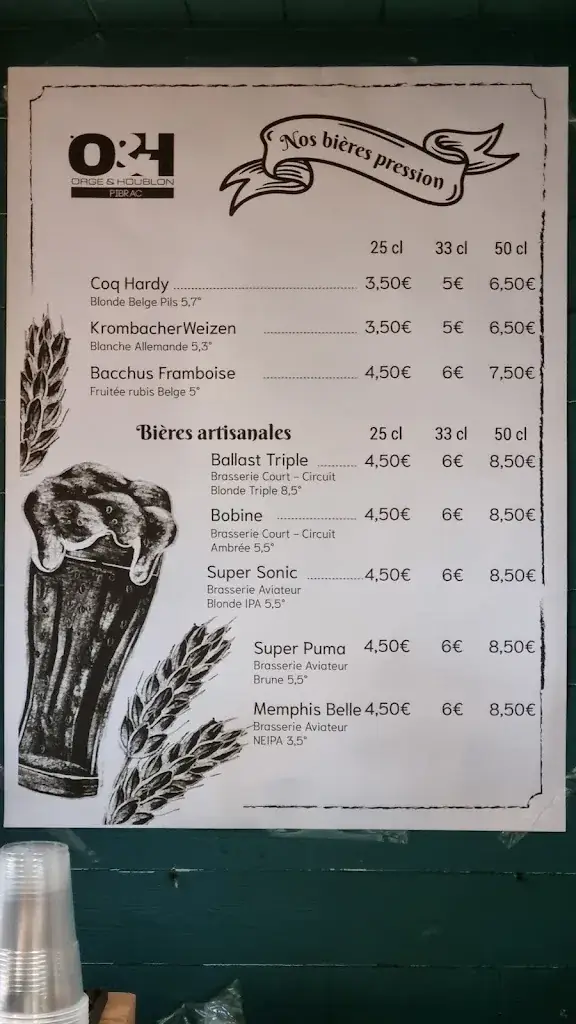 O&H
ORGE & HOUBLON
PIBRAC
Nos bières pression
25 cl 33 cl 50 cl
Coq Hardy 3,50€ 5€ 6,50€
Blonde Belge Pils 5,7°
KrombacherWeizen 3,50€ 5€ 6,50€
Blanche Allemande 5,3°
Bacchus Framboise 4,50€ 6€ 7,50€
Fruitée rubis Belge 5°
Bières artisanales 25 cl 33 cl 50 cl
Ballast Triple 4,50€ 6€ 8,50€
Brasserie Court - Circuit
Blonde Triple 8,5°
Bobine 4,50€ 6€ 8,50€
Brasserie Court - Circuit
Ambrée 5,5°
Super Sonic 4,50€ 6€ 8,50€
Brasserie Aviateur
Blonde IPA 5,5°
Super Puma 4,50€ 6€ 8,50€
Brasserie Aviateur
Brune 5,5°
Memphis Belle 4,50€ 6€ 8,50€
Brasserie Aviateur
NEIPA 3,5°